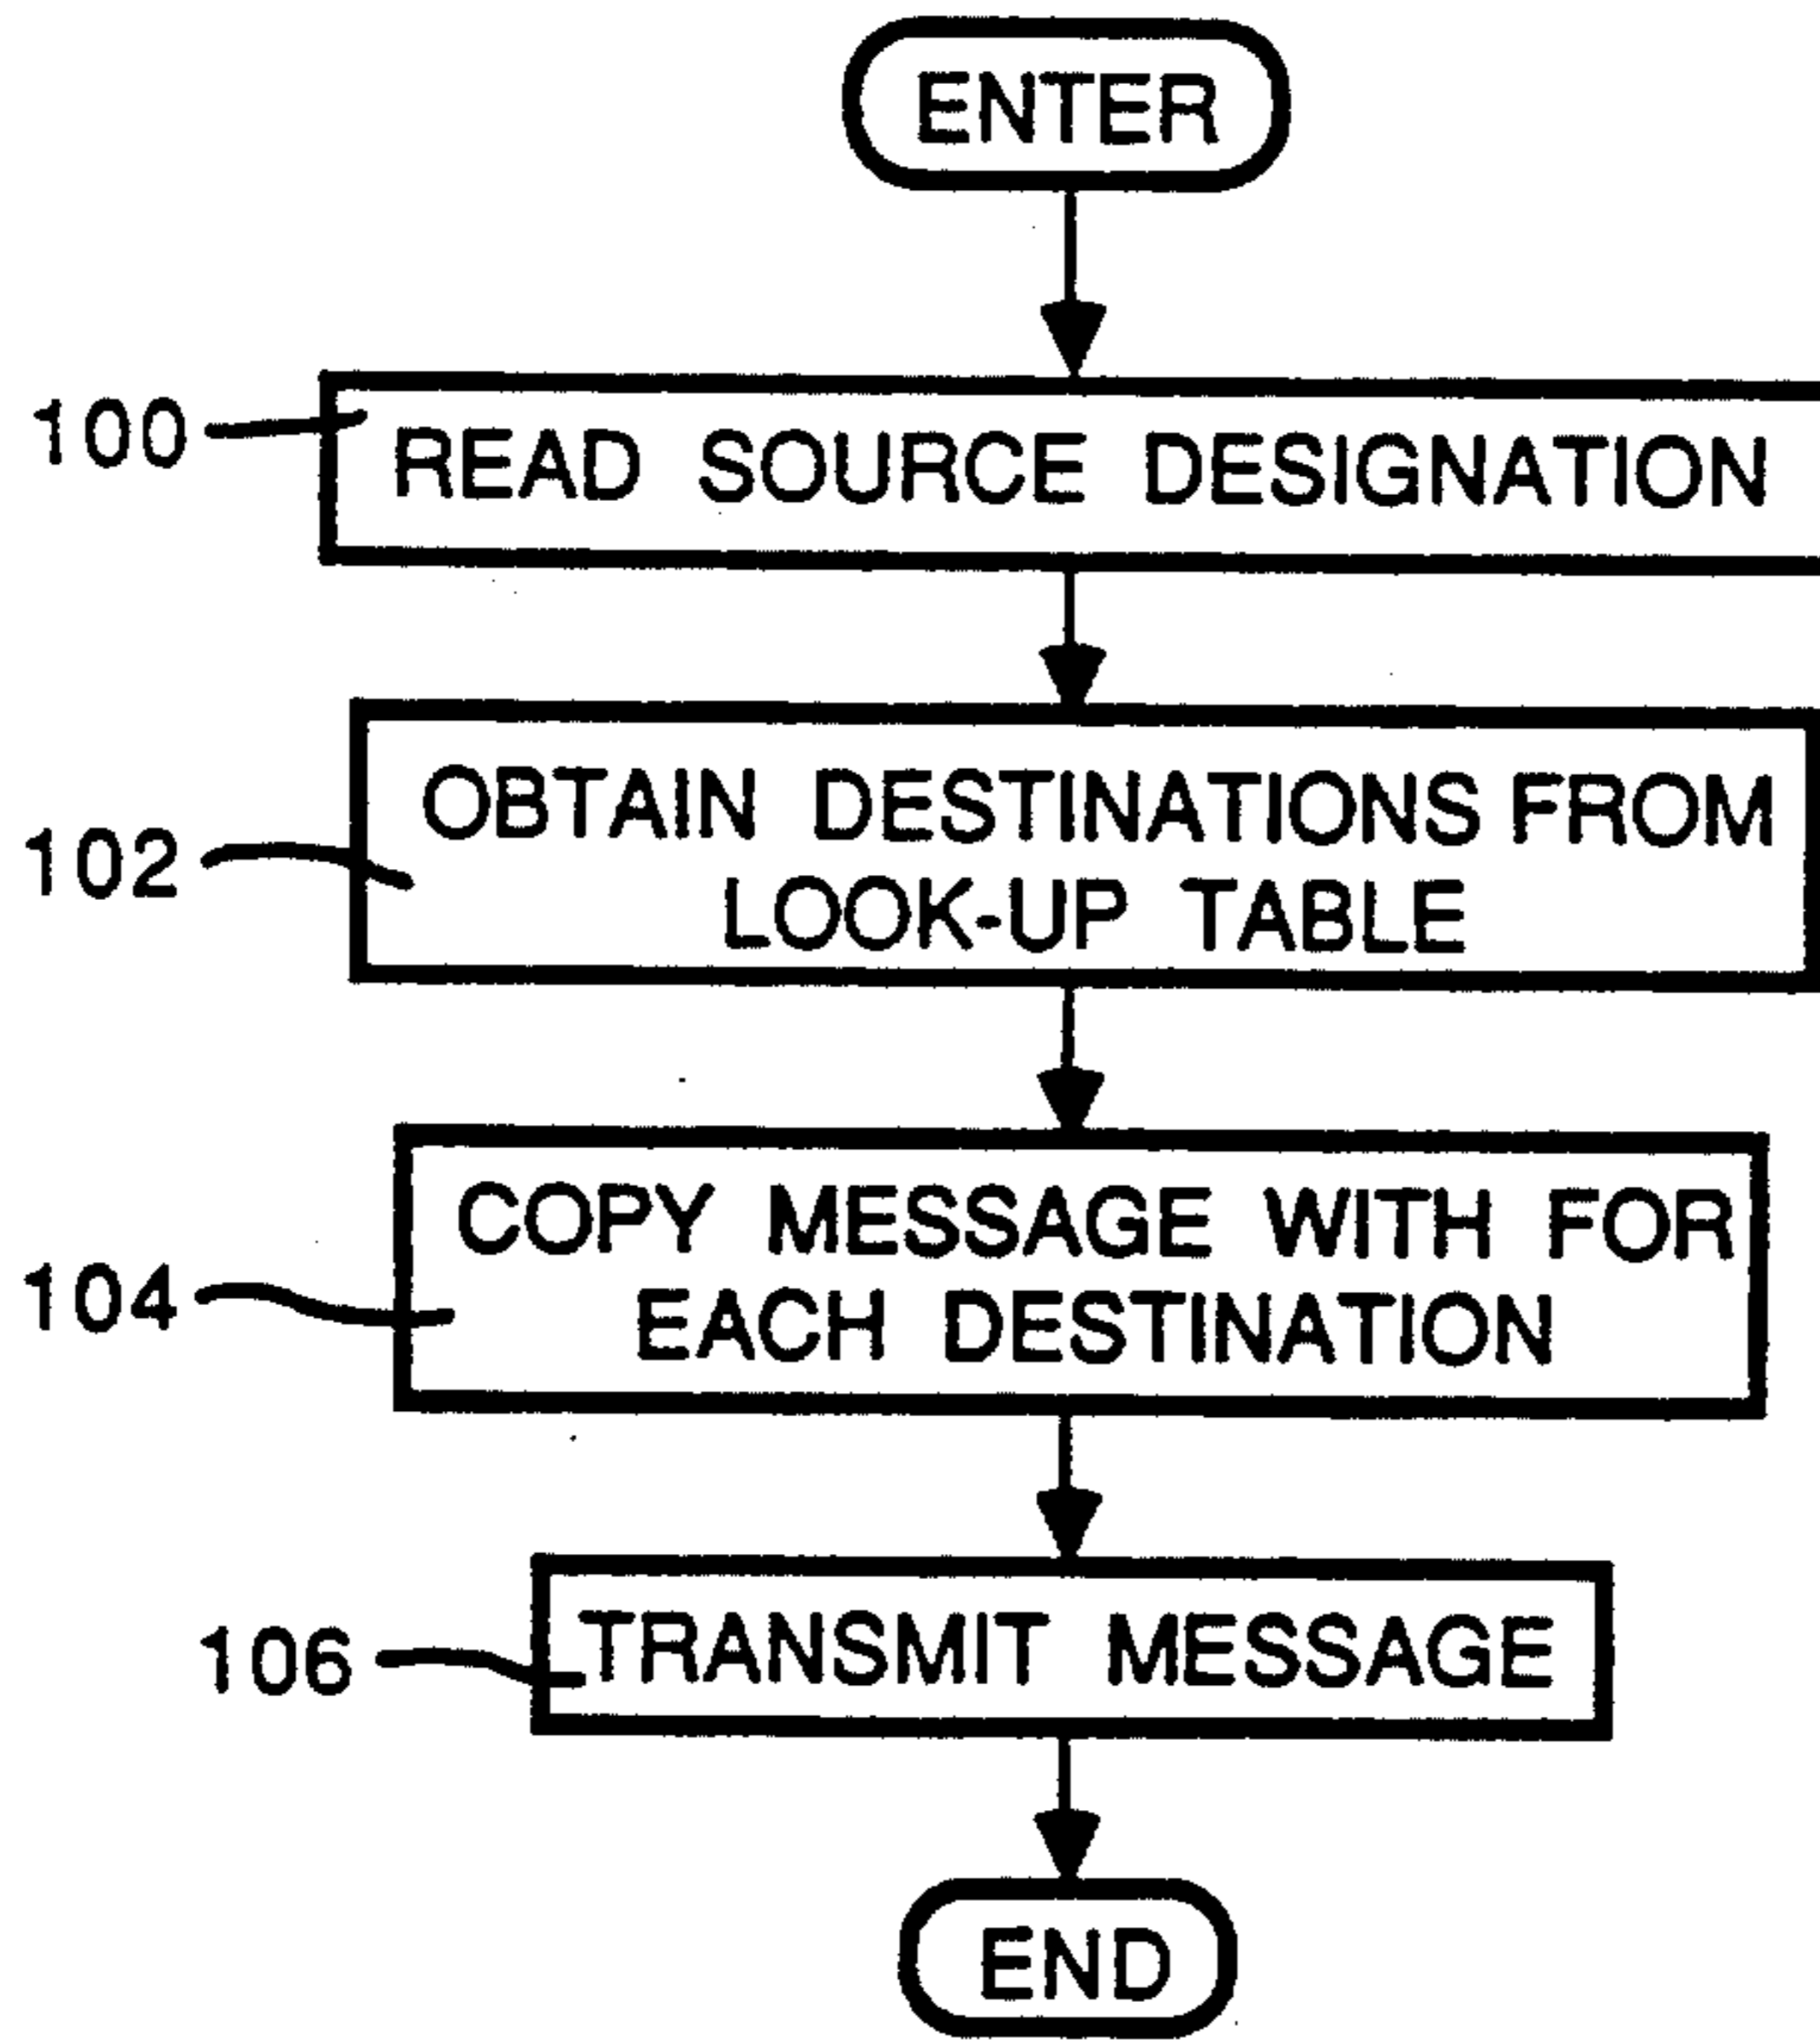 ENTER
100
READ SOURCE DESIGNATION
102
OBTAIN DESTINATIONS FROM
LOOK-UP TABLE
104
COPY MESSAGE WITH FOR
EACH DESTINATION
106
TRANSMIT MESSAGE
END